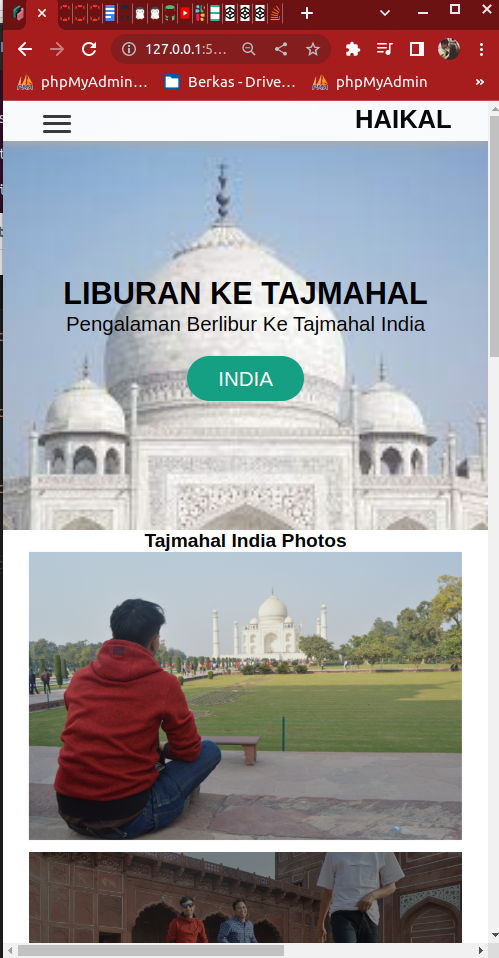 127.0.0.1:5…
phpMyAdmin…
Berkas - Drive…
phpMyAdmin
HAIKAL
LIBURAN KE TAJMAHAL
Pengalaman Berlibur Ke Tajmahal India
INDIA
Tajmahal India Photos